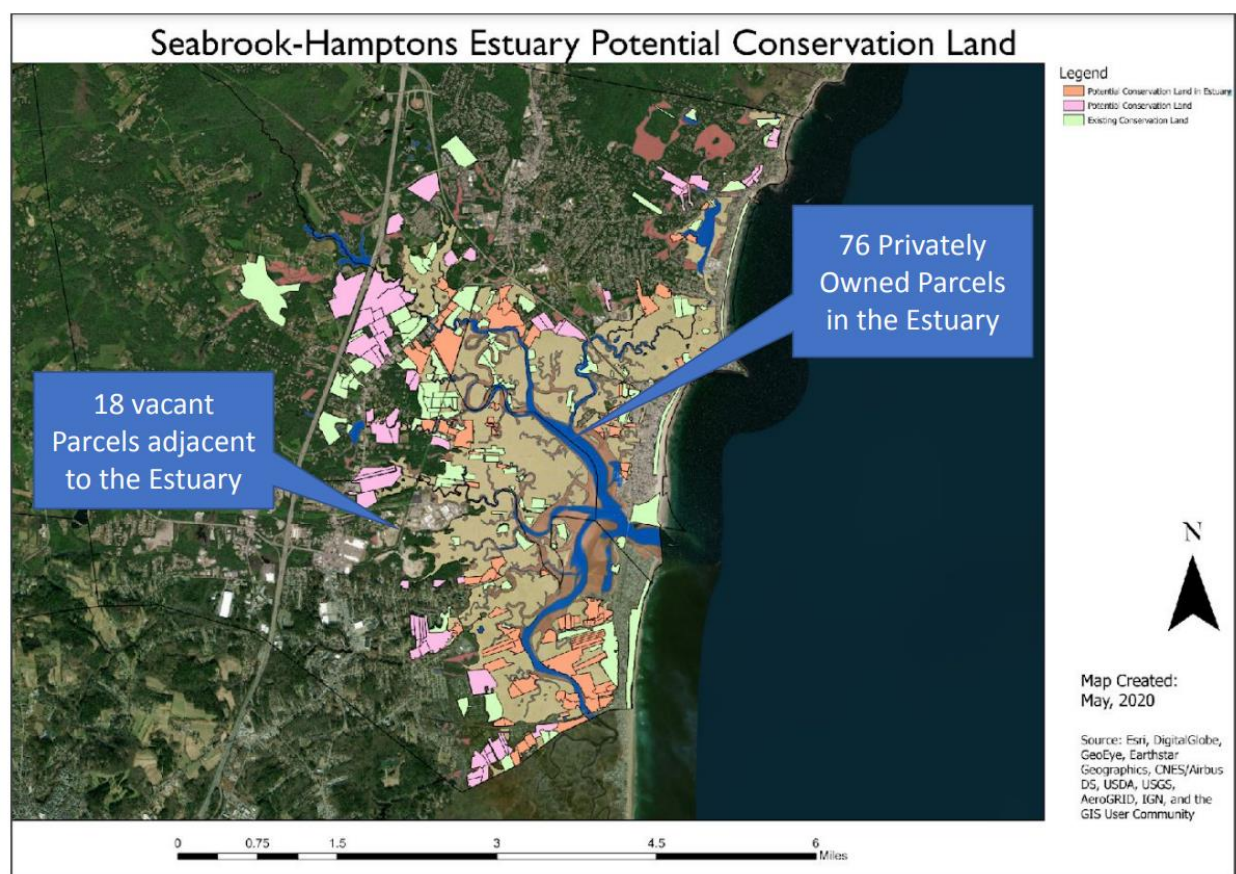 Seabrook-Hamptons Estuary Potential Conservation Land
Legend
Potential Conservation Land in Estuary
Potential Conservation Land
Existing Conservation Land
76 Privately
Owned Parcels
in the Estuary
18 vacant
Parcels adjacent
to the Estuary
N
Map Created:
May, 2020
Source: Esri, DigitalGlobe,
GeoEye, Earthstar
Geographics, CNES/Airbus
DS, USDA, USGS,
AeroGRID, IGN, and the
GIS User Community
0 0.75 1.5 3 4.5 6
Miles